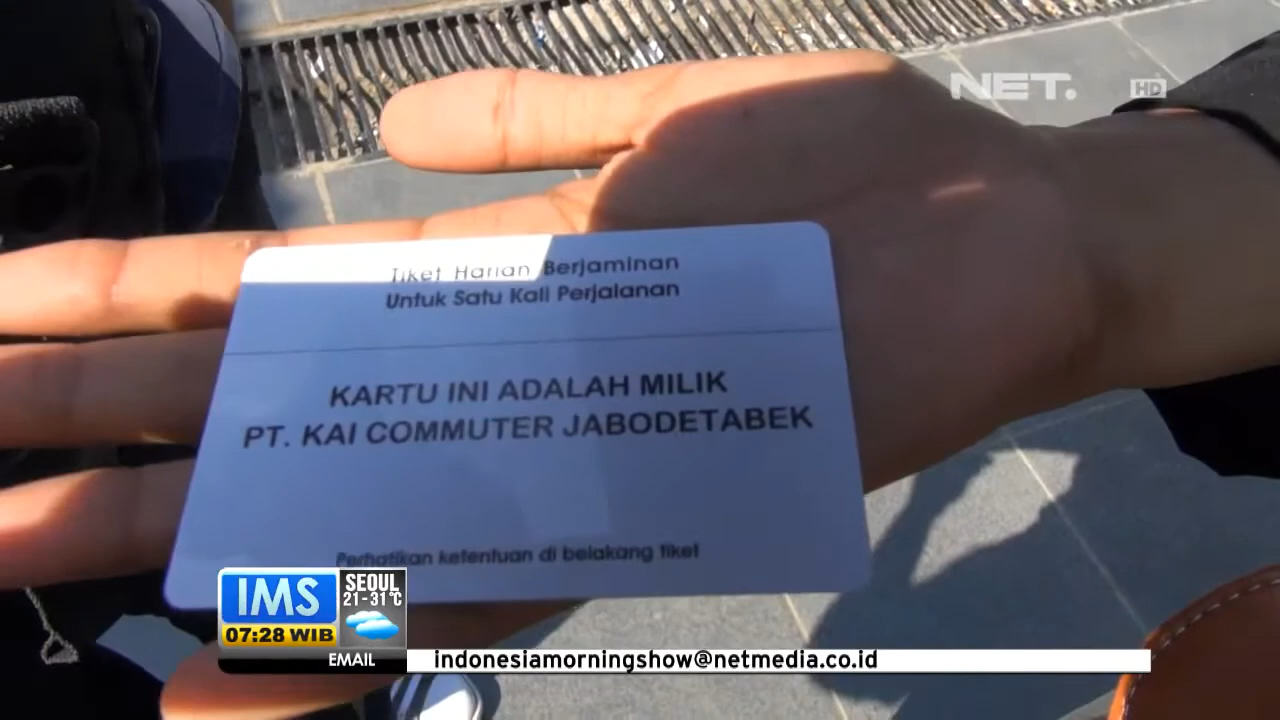 NET.
HD
Tiket Harian Berjaminan
Untuk Satu Kali Perjalanan
KARTU INI ADALAH MILIK
PT. KAI COMMUTER JABODETABEK
Perhatikan ketentuan di belakang tiket
IMS
SEOUL
21-31°C
07:28 WIB
EMAIL
indonesiamorningshow@netmedia.co.id